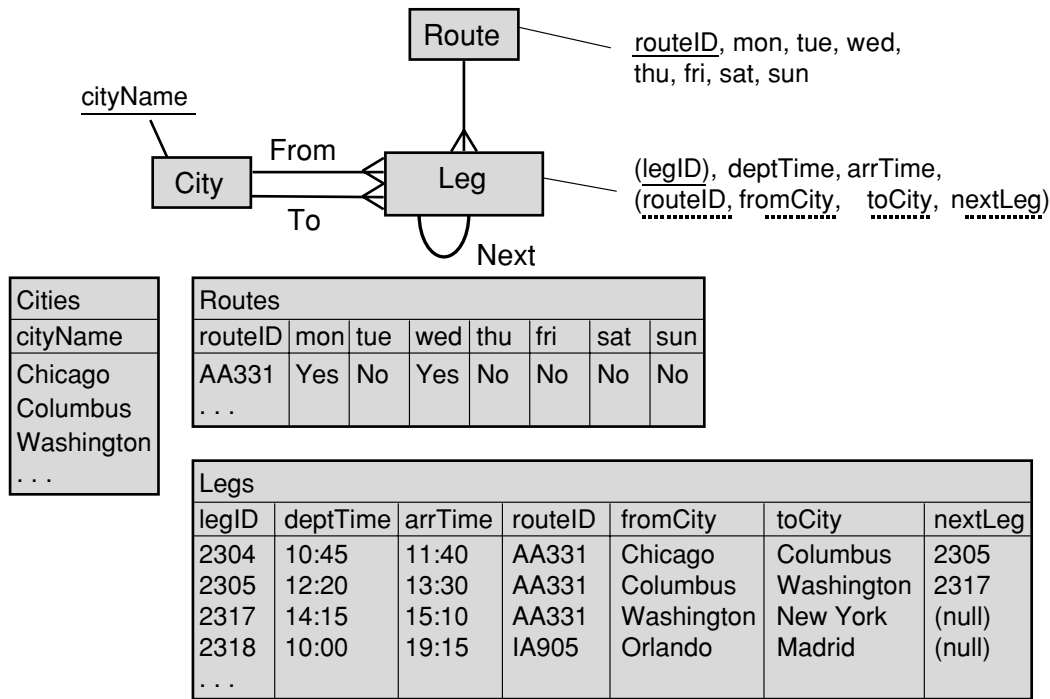 Route
routeID, mon, tue, wed,
thu, fri, sat, sun
cityName
From
City
To
Leg
Next
(legID), deptTime, arrTime,
(routeID, fromCity, toCity, nextLeg)
Cities
cityName
Chicago
Columbus
Washington
. . .
Routes
routeID mon tue wed thu fri sat sun
AA331 Yes No Yes No No No No
. . .
Legs
legID deptTime arrTime routeID fromCity toCity nextLeg
2304 10:45 11:40 AA331 Chicago Columbus 2305
2305 12:20 13:30 AA331 Columbus Washington 2317
2317 14:15 15:10 AA331 Washington New York (null)
2318 10:00 19:15 IA905 Orlando Madrid (null)
. . .